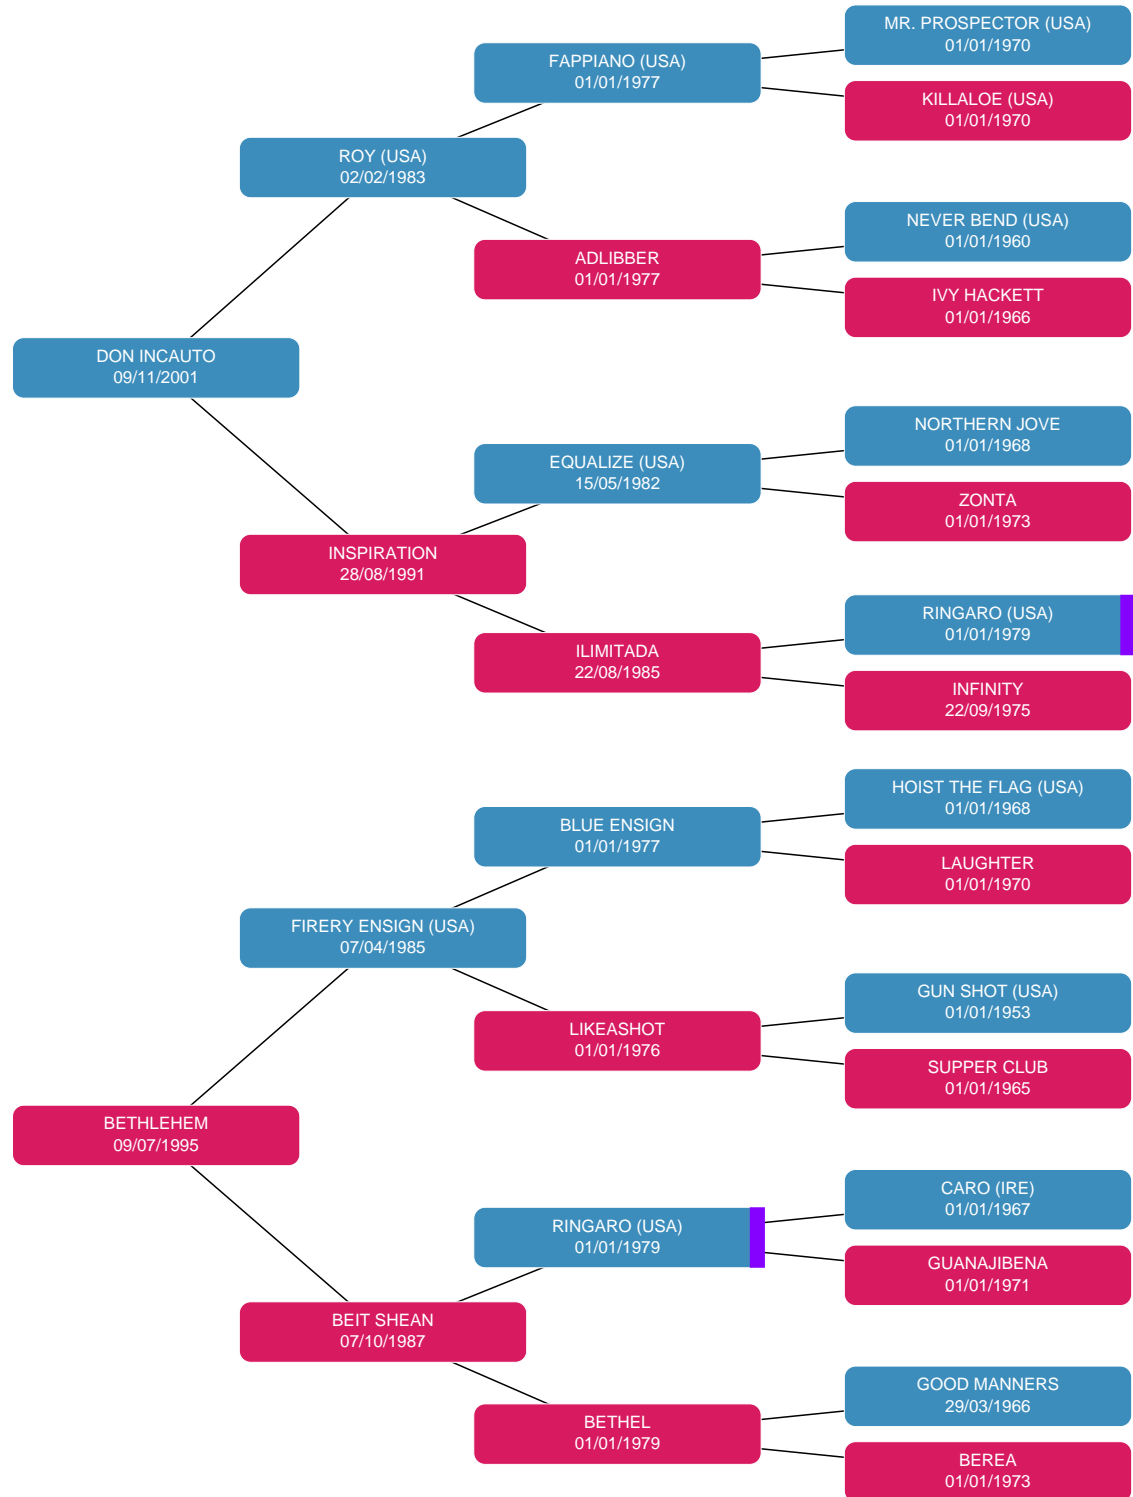 MR. PROSPECTOR (USA)
01/01/1970
FAPPIANO (USA)
01/01/1977
KILLALOE (USA)
01/01/1970
ROY (USA)
02/02/1983
NEVER BEND (USA)
01/01/1960
ADLIBBER
01/01/1977
IVY HACKETT
01/01/1966
DON INCAUTO
09/11/2001
NORTHERN JOVE
01/01/1968
EQUALIZE (USA)
15/05/1982
ZONTA
01/01/1973
INSPIRATION
28/08/1991
RINGARO (USA)
01/01/1979
ILIMITADA
22/08/1985
INFINITY
22/09/1975
HOIST THE FLAG (USA)
01/01/1968
BLUE ENSIGN
01/01/1977
LAUGHTER
01/01/1970
FIRERY ENSIGN (USA)
07/04/1985
GUN SHOT (USA)
01/01/1953
LIKEASHOT
01/01/1976
SUPPER CLUB
01/01/1965
BETHLEHEM
09/07/1995
CARO (IRE)
01/01/1967
RINGARO (USA)
01/01/1979
GUANAJIBENA
01/01/1971
BEIT SHEAN
07/10/1987
GOOD MANNERS
29/03/1966
BETHEL
01/01/1979
BEREA
01/01/1973